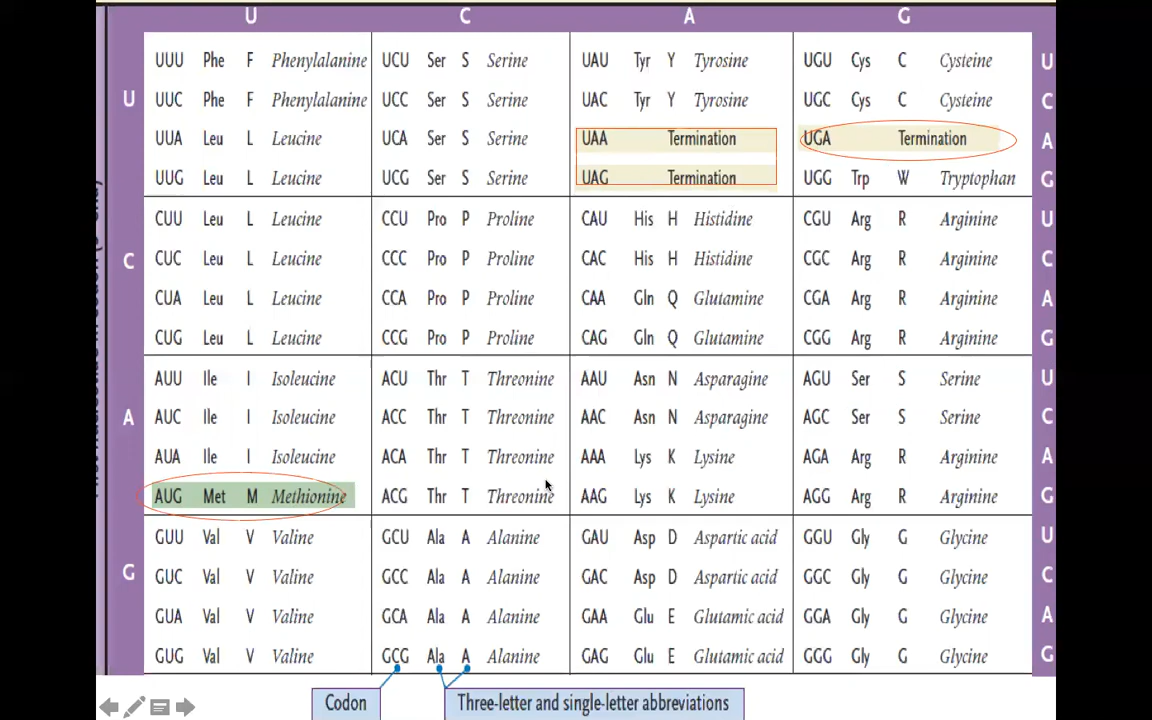 U C A G
UUU Phe F Phenylalanine UCU Ser S Serine UAU Tyr Y Tyrosine UGU Cys C Cysteine U
U UUC Phe F Phenylalanine UCC Ser S Serine UAC Tyr Y Tyrosine UGC Cys C Cysteine C
UUA Leu L Leucine UCA Ser S Serine UAA Termination UGA Termination A
UUG Leu L Leucine UCG Ser S Serine UAG Termination UGG Trp W Tryptophan G
CUU Leu L Leucine CCU Pro P Proline CAU His H Histidine CGU Arg R Arginine U
C CUC Leu L Leucine CCC Pro P Proline CAC His H Histidine CGC Arg R Arginine C
CUA Leu L Leucine CCA Pro P Proline CAA Gln Q Glutamine CGA Arg R Arginine A
CUG Leu L Leucine CCG Pro P Proline CAG Gln Q Glutamine CGG Arg R Arginine G
AUU Ile I Isoleucine ACU Thr T Threonine AAU Asn N Asparagine AGU Ser S Serine U
A AUC Ile I Isoleucine ACC Thr T Threonine AAC Asn N Asparagine AGC Ser S Serine C
AUA Ile I Isoleucine ACA Thr T Threonine AAA Lys K Lysine AGA Arg R Arginine A
AUG Met M Methionine ACG Thr T Threonine AAG Lys K Lysine AGG Arg R Arginine G
GUU Val V Valine GCU Ala A Alanine GAU Asp D Aspartic acid GGU Gly G Glycine U
G GUC Val V Valine GCC Ala A Alanine GAC Asp D Aspartic acid GGC Gly G Glycine C
GUA Val V Valine GCA Ala A Alanine GAA Glu E Glutamic acid GGA Gly G Glycine A
GUG Val V Valine GCG Ala A Alanine GAG Glu E Glutamic acid GGG Gly G Glycine G
Codon Three-letter and single-letter abbreviations